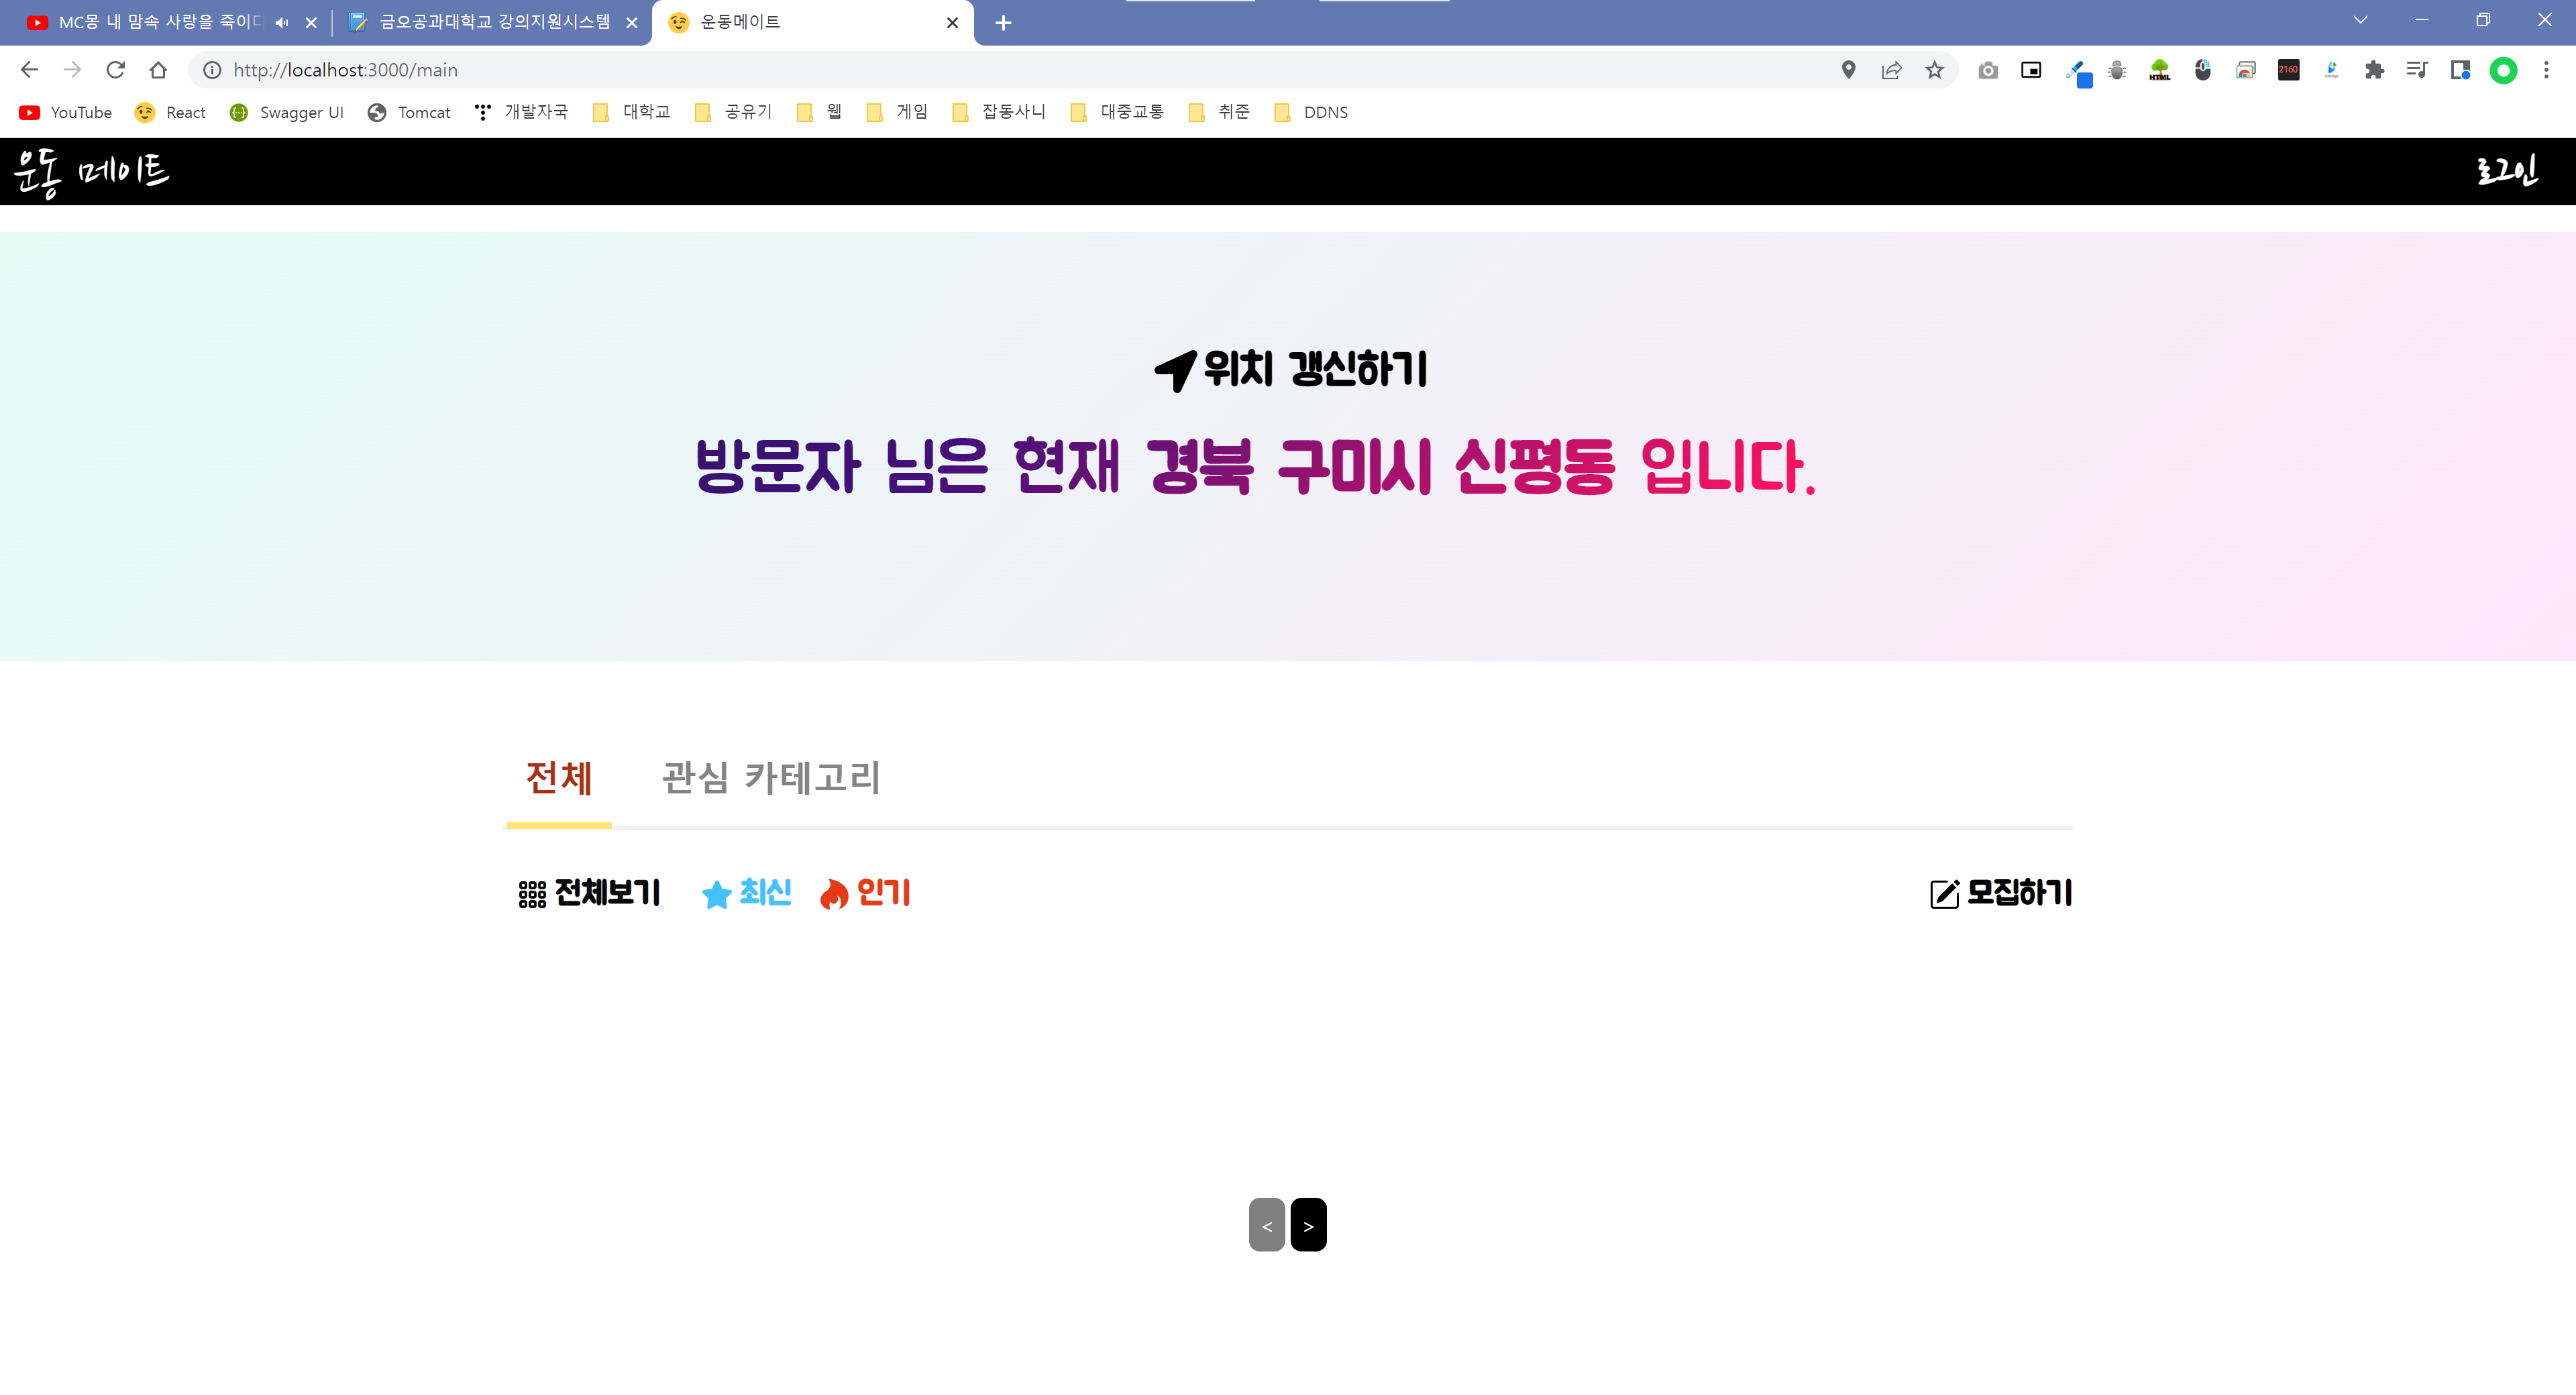 MC몽 내 맘속 사랑을 죽이다
금오공과대학교 강의지원시스템
운동메이트
http://localhost:3000/main
HTML
2160
YouTube
React
Swagger UI
Tomcat
개발자국
대학교
공유기
웹
게임
잡동사니
대중교통
취준
DDNS
운동 메이트
로그인
위치 갱신하기
방문자 님은 현재 경북 구미시 신평동 입니다.
전체
관심 카테고리
전체보기
최신
인기
모집하기
<
>